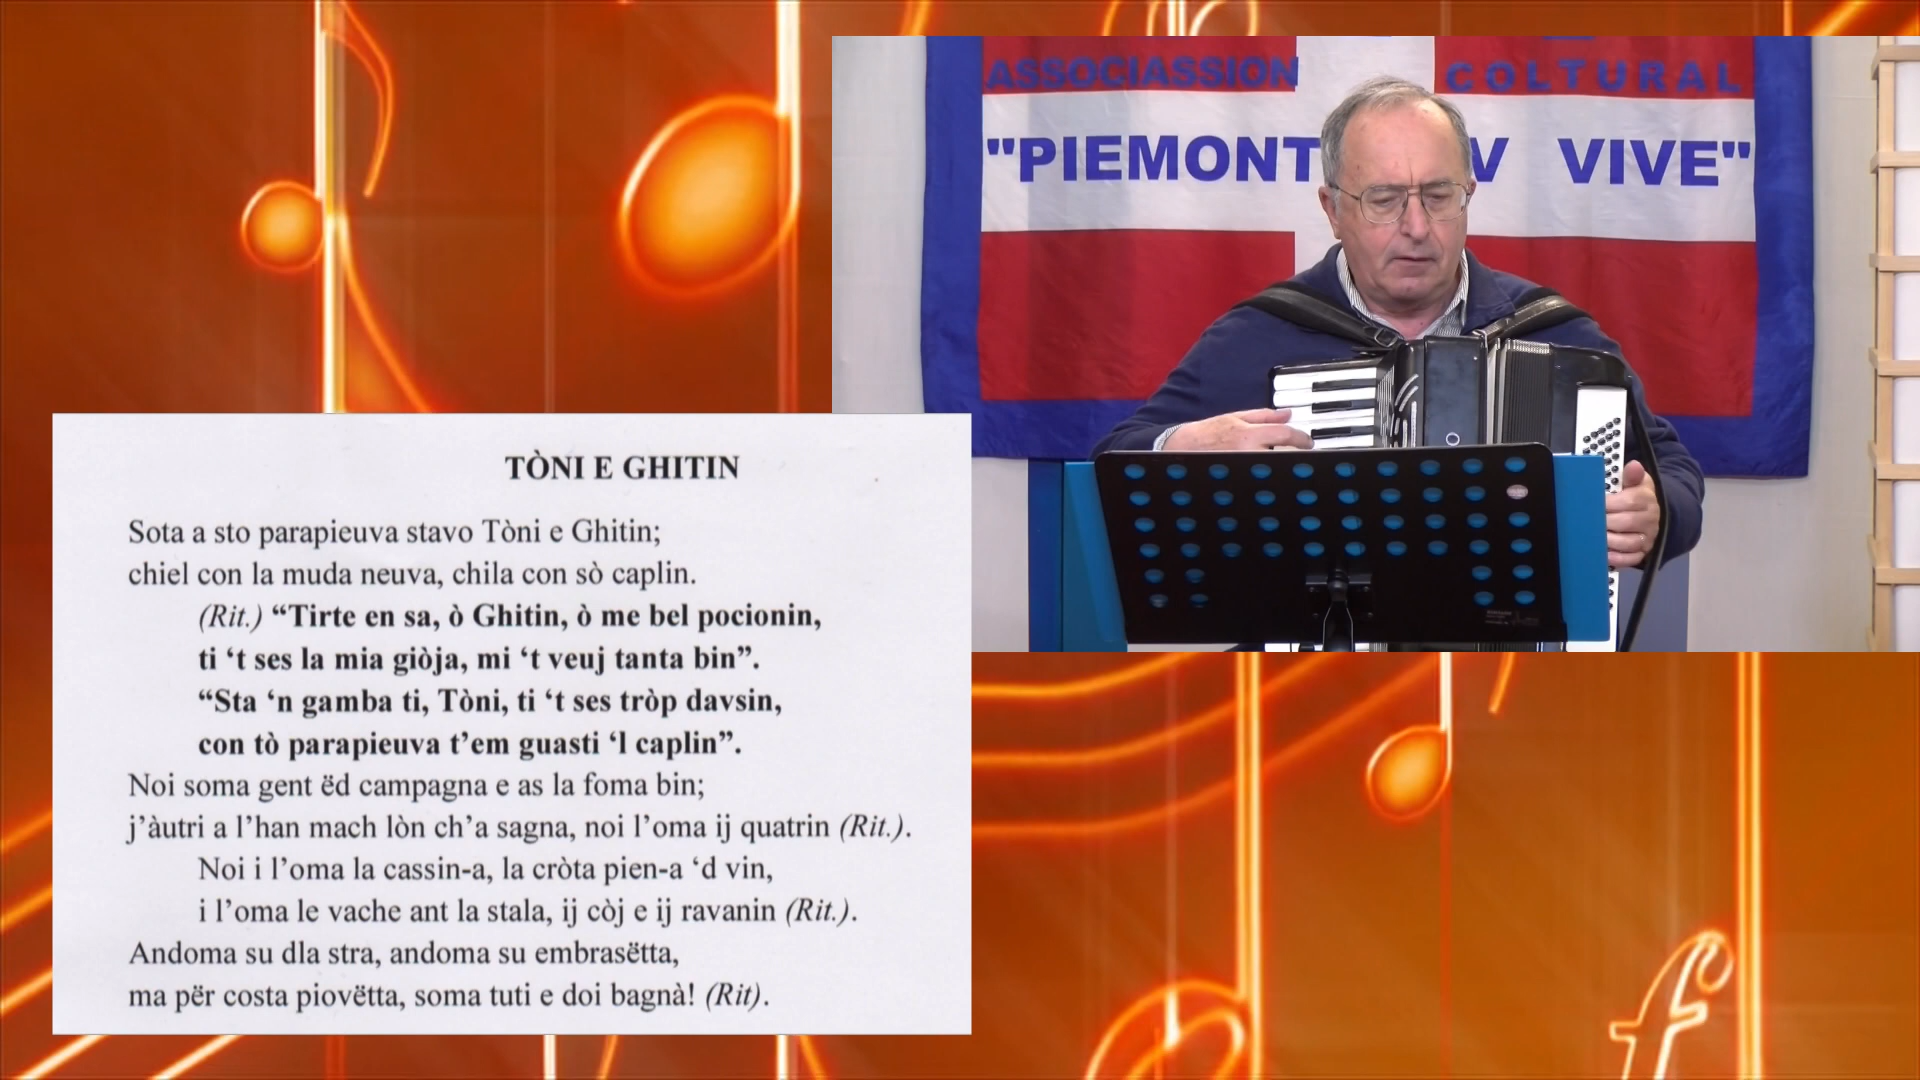 ASSOCIASSION COLTURAL
"PIEMONT V VIVE"
TÒNI E GHITIN
Sota a sto parapieuva stavo Tòni e Ghitin;
chiel con la muda neuva, chila con sò caplin.
(Rit.) “Tirte en sa, ò Ghitin, ò me bel pocionin,
ti ‘t ses la mia giòja, mi ‘t veuj tanta bin”.
“Sta ‘n gamba ti, Tòni, ti ‘t ses tròp davsin,
con tò parapieuva t’em guasti ‘l caplin”.
Noi soma gent ëd campagna e as la foma bin;
j’àutri a l’han mach lòn ch’a sagna, noi l’oma ij quatrin (Rit.).
Noi i l’oma la cassin-a, la cròta pien-a ‘d vin,
i l’oma le vache ant la stala, ij còj e ij ravanin (Rit.).
Andoma su dla stra, andoma su embrasëtta,
ma për costa piovëtta, soma tuti e doi bagnà! (Rit).